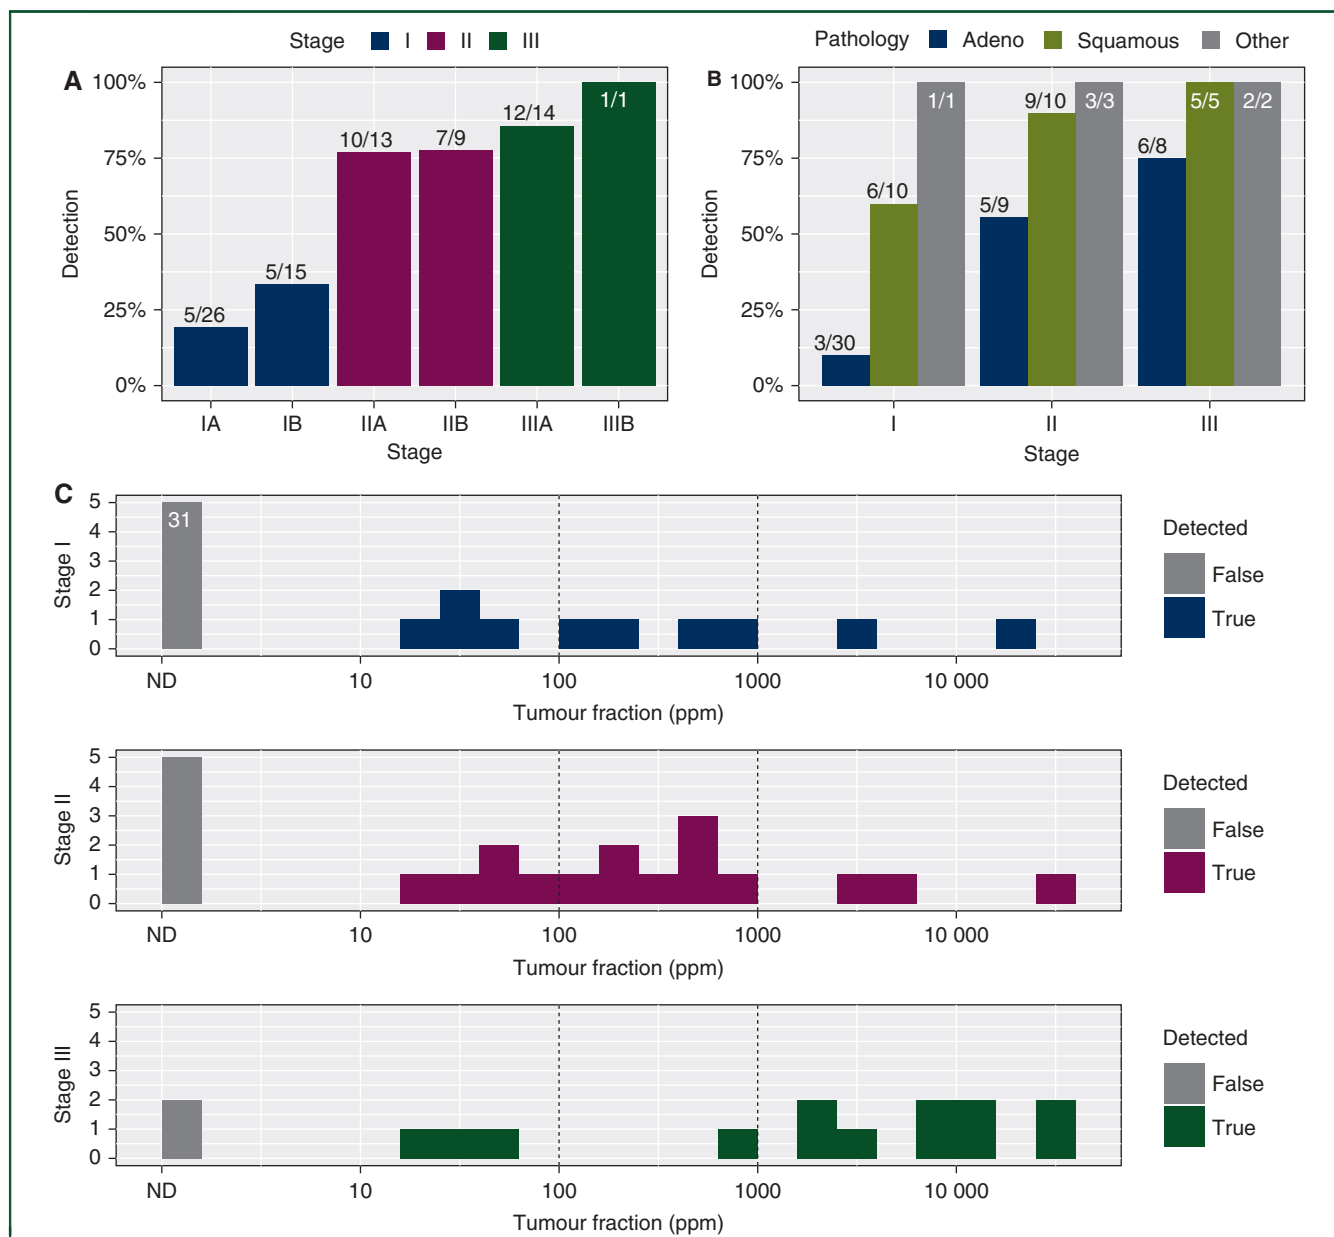 Stage I II III
A
100%
75%
50%
25%
0%
Detection
5/26
5/15
10/13
7/9
12/14
1/1
IA IB IIA IIB IIIA IIIB
Stage
Pathology Adeno Squamous Other
B
100%
75%
50%
25%
0%
Detection
3/30
6/10
1/1
5/9
9/10
3/3
6/8
5/5
2/2
I II III
Stage
C
Stage I
5
4
3
2
1
0
31
ND 10 100 1000 10 000
Tumour fraction (ppm)
Detected
False
True
Stage II
5
4
3
2
1
0
ND 10 100 1000 10 000
Tumour fraction (ppm)
Detected
False
True
Stage III
5
4
3
2
1
0
ND 10 100 1000 10 000
Tumour fraction (ppm)
Detected
False
True